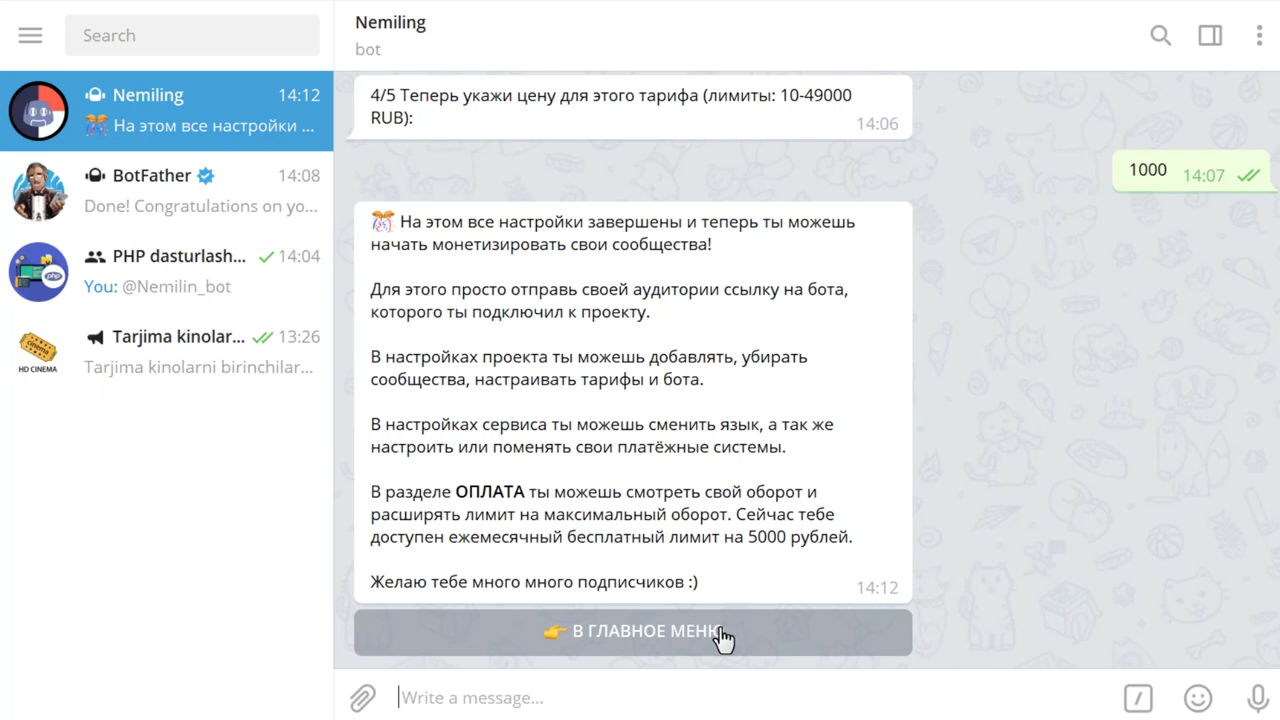 Search
Nemiling
14:12
На этом все настройки ...
BotFather
14:08
Done! Congratulations on yo...
PHP dasturlash...
14:04
You: @Nemilin_bot
Tarjima kinolar...
13:26
Tarjima kinolarni birinchilar...
HD CINEMA
Nemiling
bot
4/5 Теперь укажи цену для этого тарифа (лимиты: 10-49000
RUB):
14:06
1000
14:07
На этом все настройки завершены и теперь ты можешь
начать монетизировать свои сообщества!
Для этого просто отправь своей аудитории ссылку на бота,
которого ты подключил к проекту.
В настройках проекта ты можешь добавлять, убирать
сообщества, настраивать тарифы и бота.
В настройках сервиса ты можешь сменить язык, а так же
настроить или поменять свои платёжные системы.
В разделе ОПЛАТА ты можешь смотреть свой оборот и
расширять лимит на максимальный оборот. Сейчас тебе
доступен ежемесячный бесплатный лимит на 5000 рублей.
Желаю тебе много много подписчиков :)
14:12
В ГЛАВНОЕ МЕНЮ
Write a message...